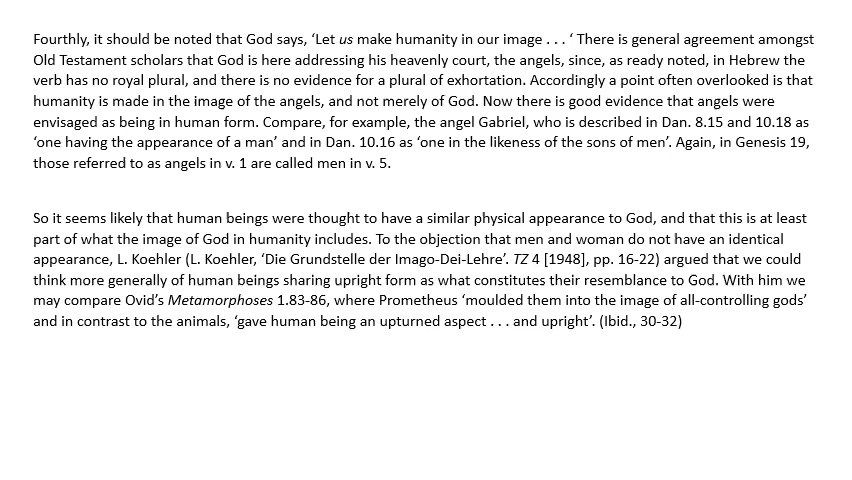 Fourthly, it should be noted that God says, ‘Let us make humanity in our image . . . ‘ There is general agreement amongst
Old Testament scholars that God is here addressing his heavenly court, the angels, since, as ready noted, in Hebrew the
verb has no royal plural, and there is no evidence for a plural of exhortation. Accordingly a point often overlooked is that
humanity is made in the image of the angels, and not merely of God. Now there is good evidence that angels were
envisaged as being in human form. Compare, for example, the angel Gabriel, who is described in Dan. 8.15 and 10.18 as
‘one having the appearance of a man’ and in Dan. 10.16 as ‘one in the likeness of the sons of men’. Again, in Genesis 19,
those referred to as angels in v. 1 are called men in v. 5.
So it seems likely that human beings were thought to have a similar physical appearance to God, and that this is at least
part of what the image of God in humanity includes. To the objection that men and woman do not have an identical
appearance, L. Koehler (L. Koehler, ‘Die Grundstelle der Imago-Dei-Lehre’. TZ 4 [1948], pp. 16-22) argued that we could
think more generally of human beings sharing upright form as what constitutes their resemblance to God. With him we
may compare Ovid’s Metamorphoses 1.83-86, where Prometheus ‘moulded them into the image of all-controlling gods’
and in contrast to the animals, ‘gave human being an upturned aspect . . . and upright’. (Ibid., 30-32)